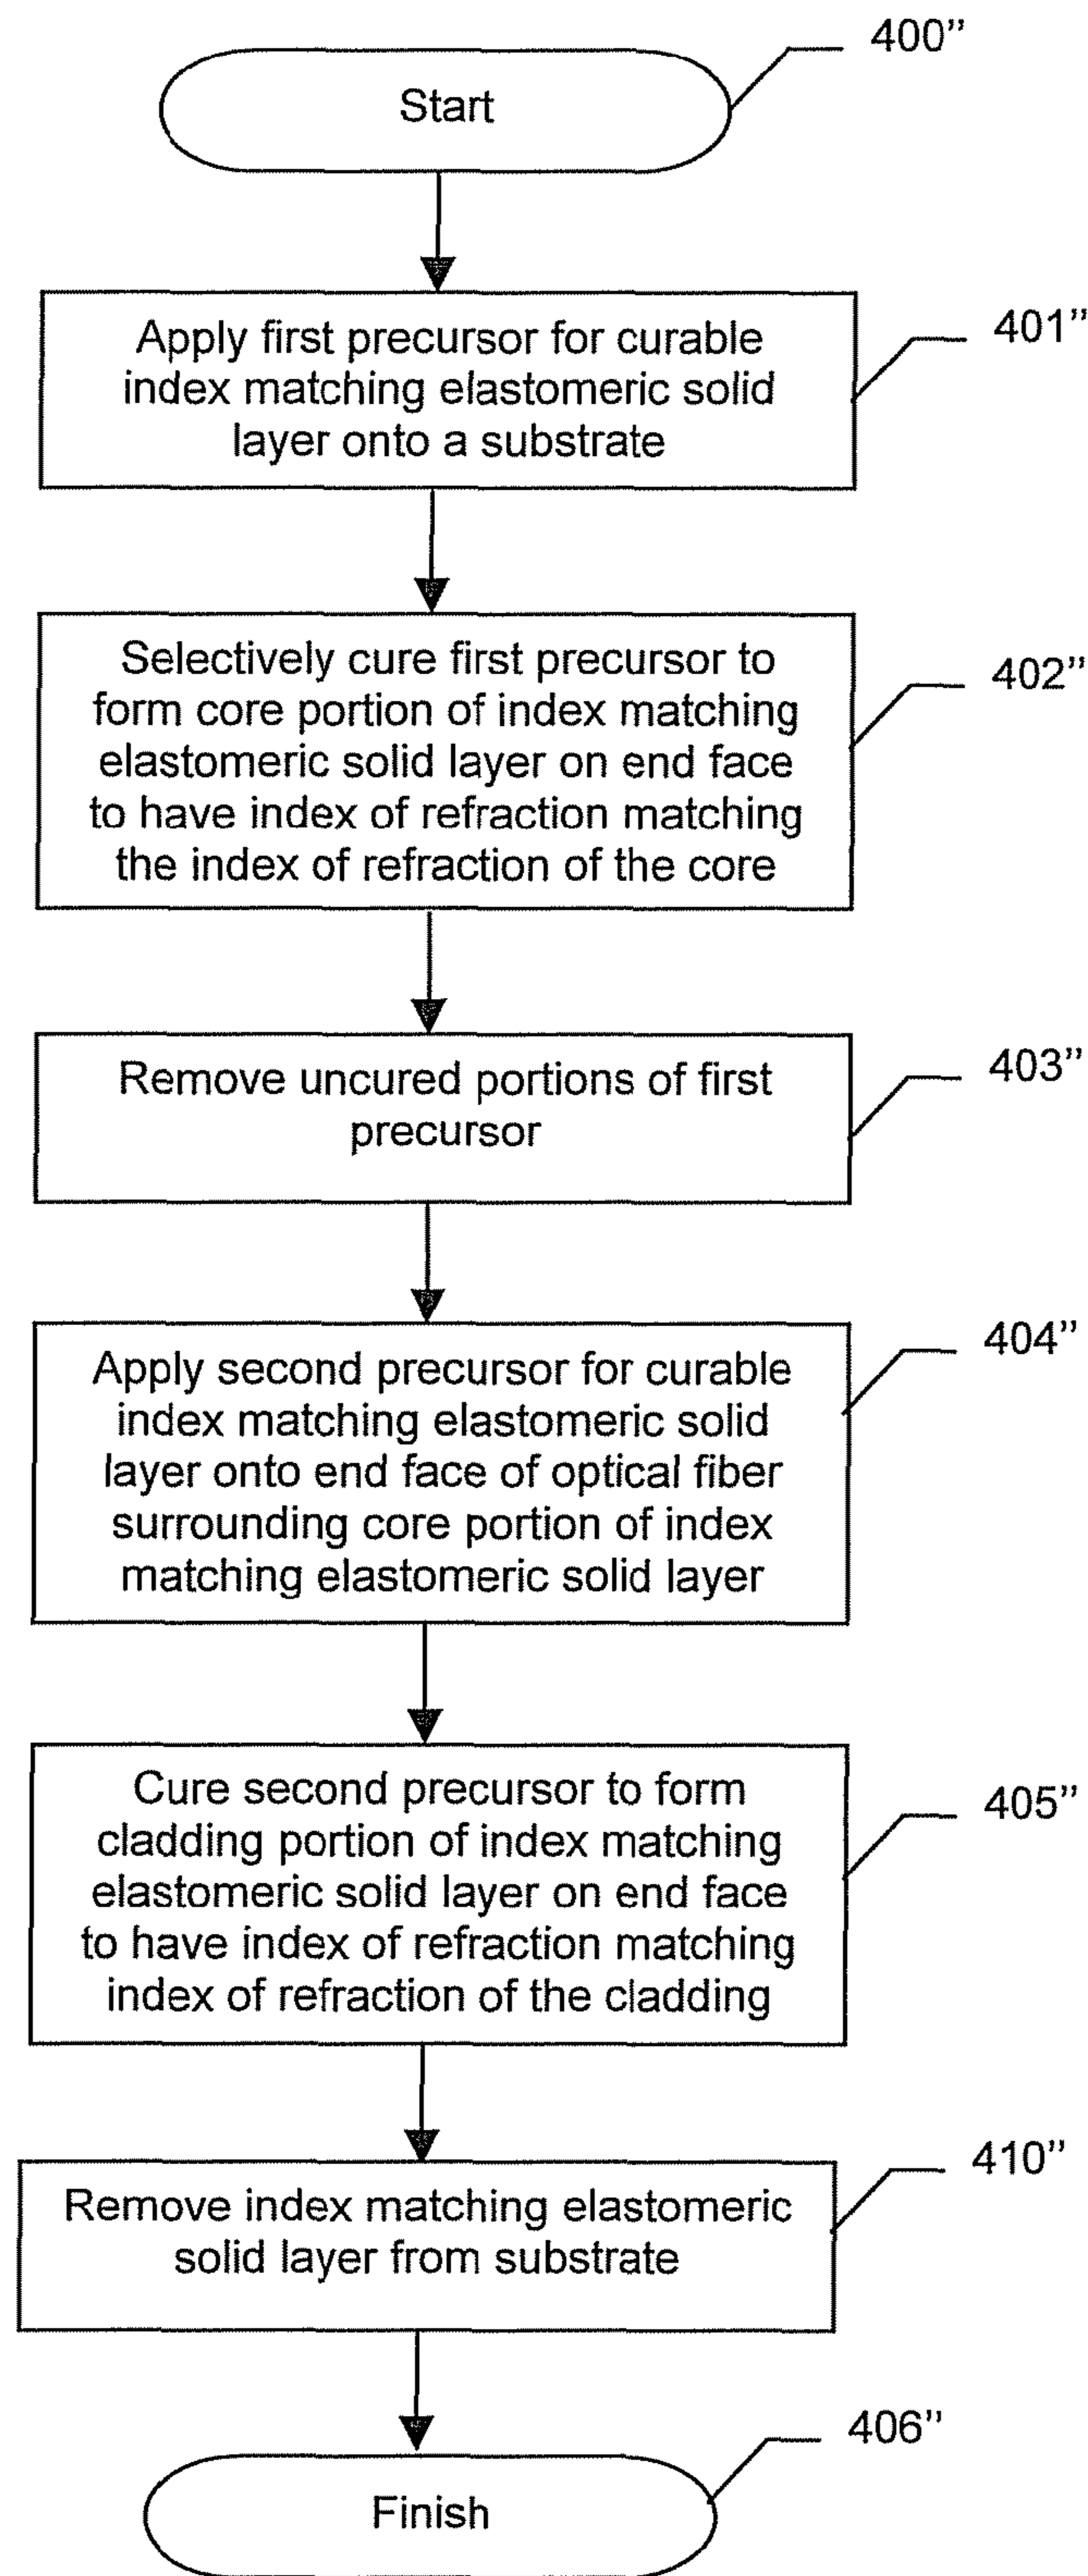 400”
Start
401”
Apply first precursor for curable
index matching elastomeric solid
layer onto a substrate
402”
Selectively cure first precursor to
form core portion of index matching
elastomeric solid layer on end face
to have index of refraction matching
the index of refraction of the core
403”
Remove uncured portions of first
precursor
404”
Apply second precursor for curable
index matching elastomeric solid
layer onto end face of optical fiber
surrounding core portion of index
matching elastomeric solid layer
405”
Cure second precursor to form
cladding portion of index matching
elastomeric solid layer on end face
to have index of refraction matching
index of refraction of the cladding
410”
Remove index matching elastomeric
solid layer from substrate
406”
Finish